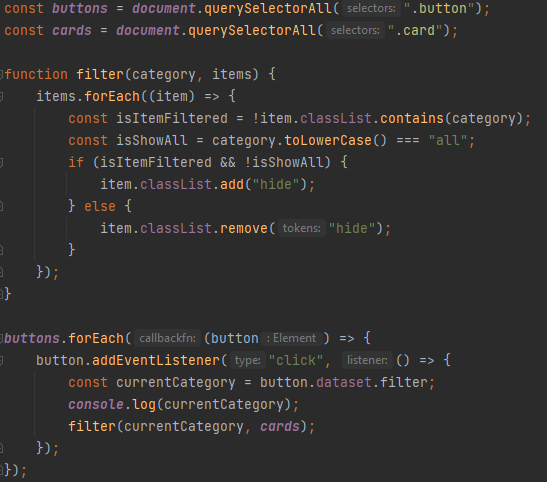 const buttons = document.querySelectorAll( selectors: ".button");
const cards = document.querySelectorAll( selectors: ".card");
function filter(category, items) {
items.forEach((item) => {
const isItemFiltered = !item.classList.contains(category);
const isShowAll = category.toLowerCase() === "all";
if (isItemFiltered && !isShowAll) {
item.classList.add("hide");
} else {
item.classList.remove( tokens: "hide");
}
});
}
buttons.forEach( callbackfn: (button : Element ) => {
button.addEventListener( type: "click", listener: () => {
const currentCategory = button.dataset.filter;
console.log(currentCategory);
filter(currentCategory, cards);
});
});